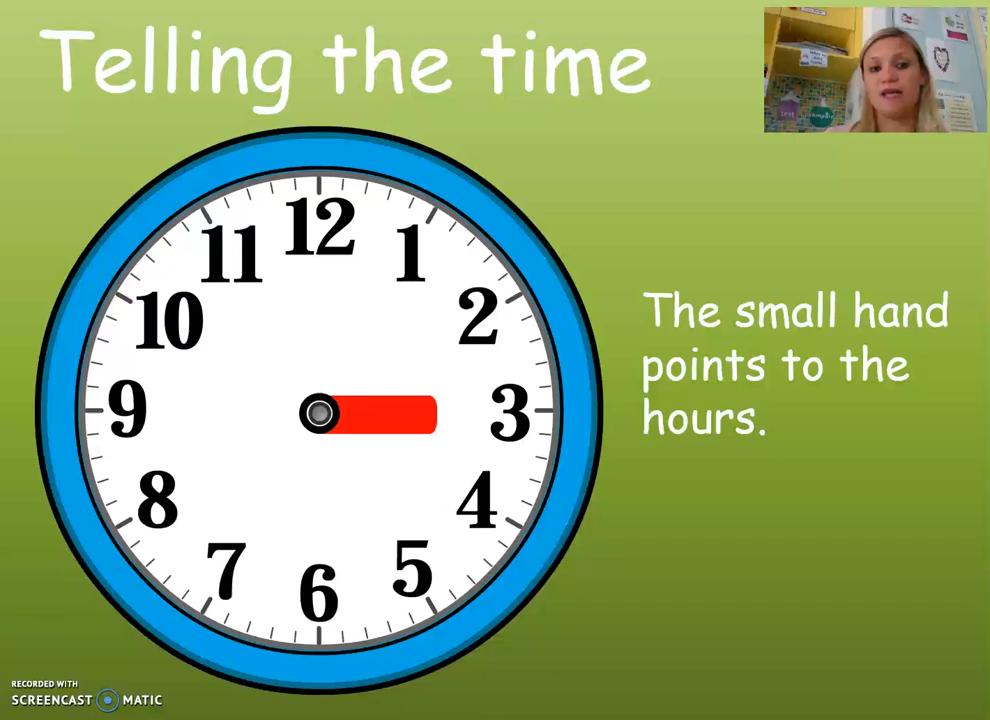 Telling the time
12
11
1
10
2
9
3
8
4
7
5
6
The small hand
points to the
hours.
RECORDED WITH
SCREENCAST MATIC